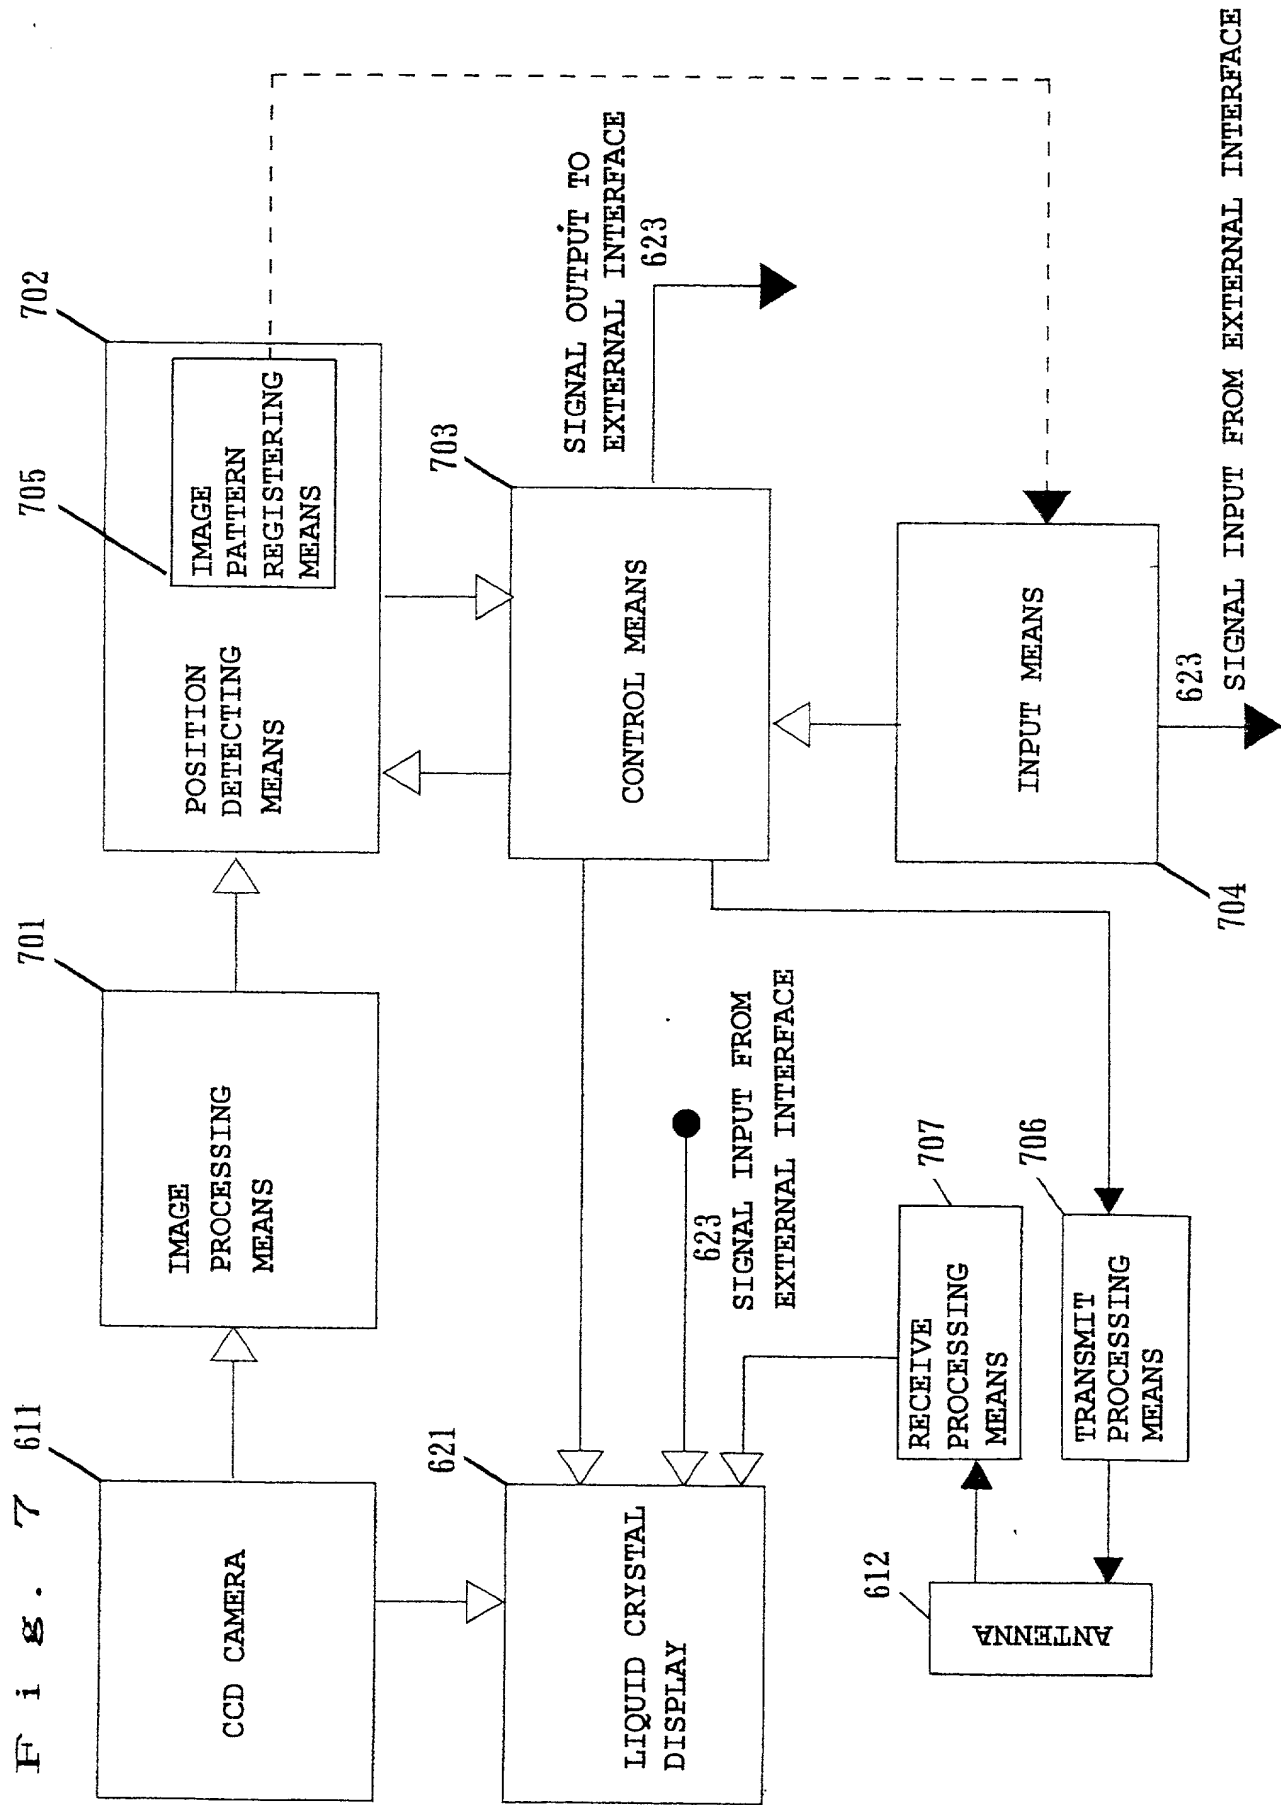 Fig. 7
611
CCD CAMERA
701
IMAGE
PROCESSING
MEANS
702
705
POSITION
DETECTING
MEANS
IMAGE
PATTERN
REGISTERING
MEANS
621
LIQUID CRYSTAL
DISPLAY
703
CONTROL MEANS
SIGNAL OUTPUT TO
EXTERNAL INTERFACE
623
623
SIGNAL INPUT FROM
EXTERNAL INTERFACE
612
ANTENNA
707
RECEIVE
PROCESSING
MEANS
706
TRANSMIT
PROCESSING
MEANS
INPUT MEANS
704
623
SIGNAL INPUT FROM EXTERNAL INTERFACE